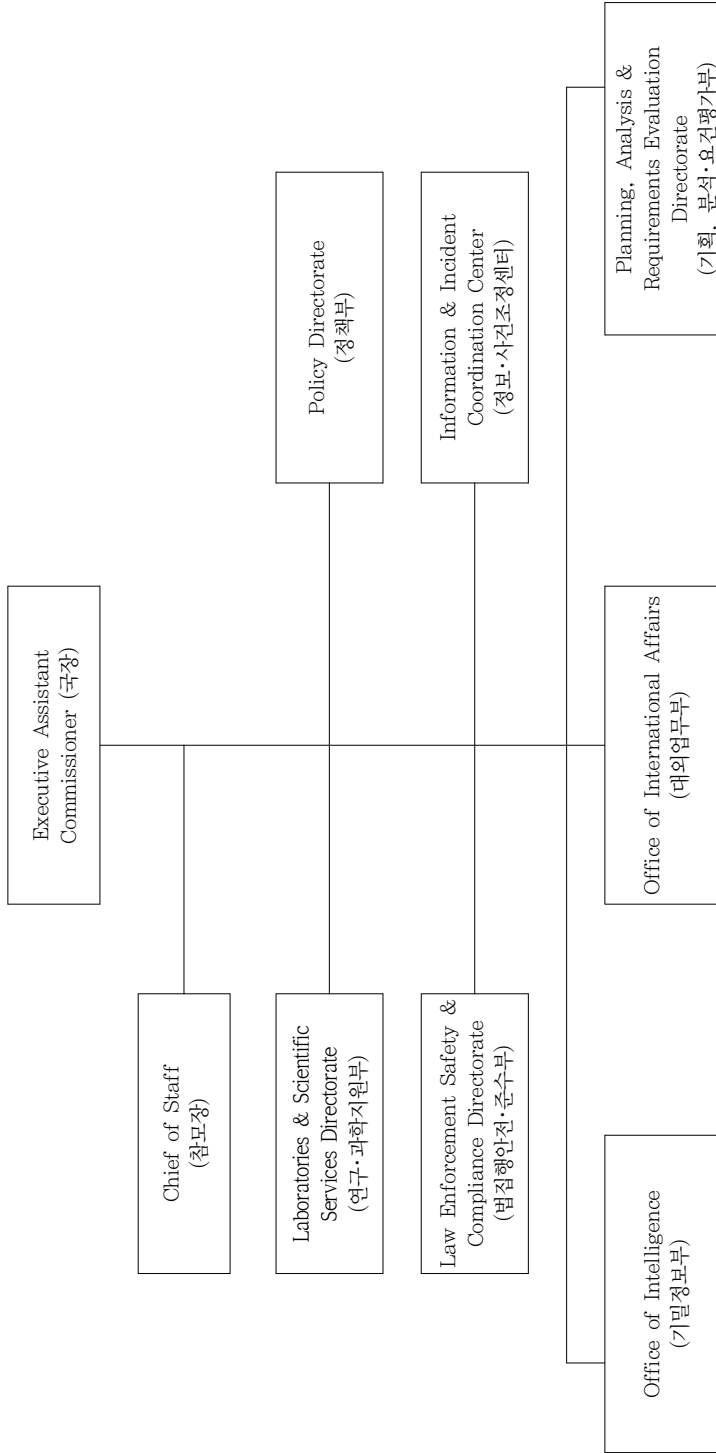 Executive Assistant
Commissioner (국장)
Chief of Staff
(참모장)
Laboratories & Scientific
Services Directorate
(연구·과학지원부)
Policy Directorate
(정책부)
Law Enforcement Safety &
Compliance Directorate
(법집행안전·준수부)
Information & Incident
Coordination Center
(정보·사건조정센터)
Office of Intelligence
(기밀정보부)
Office of International Affairs
(대외업무부)
Planning, Analysis &
Requirements Evaluation
Directorate
(기획, 분석·요건평가부)